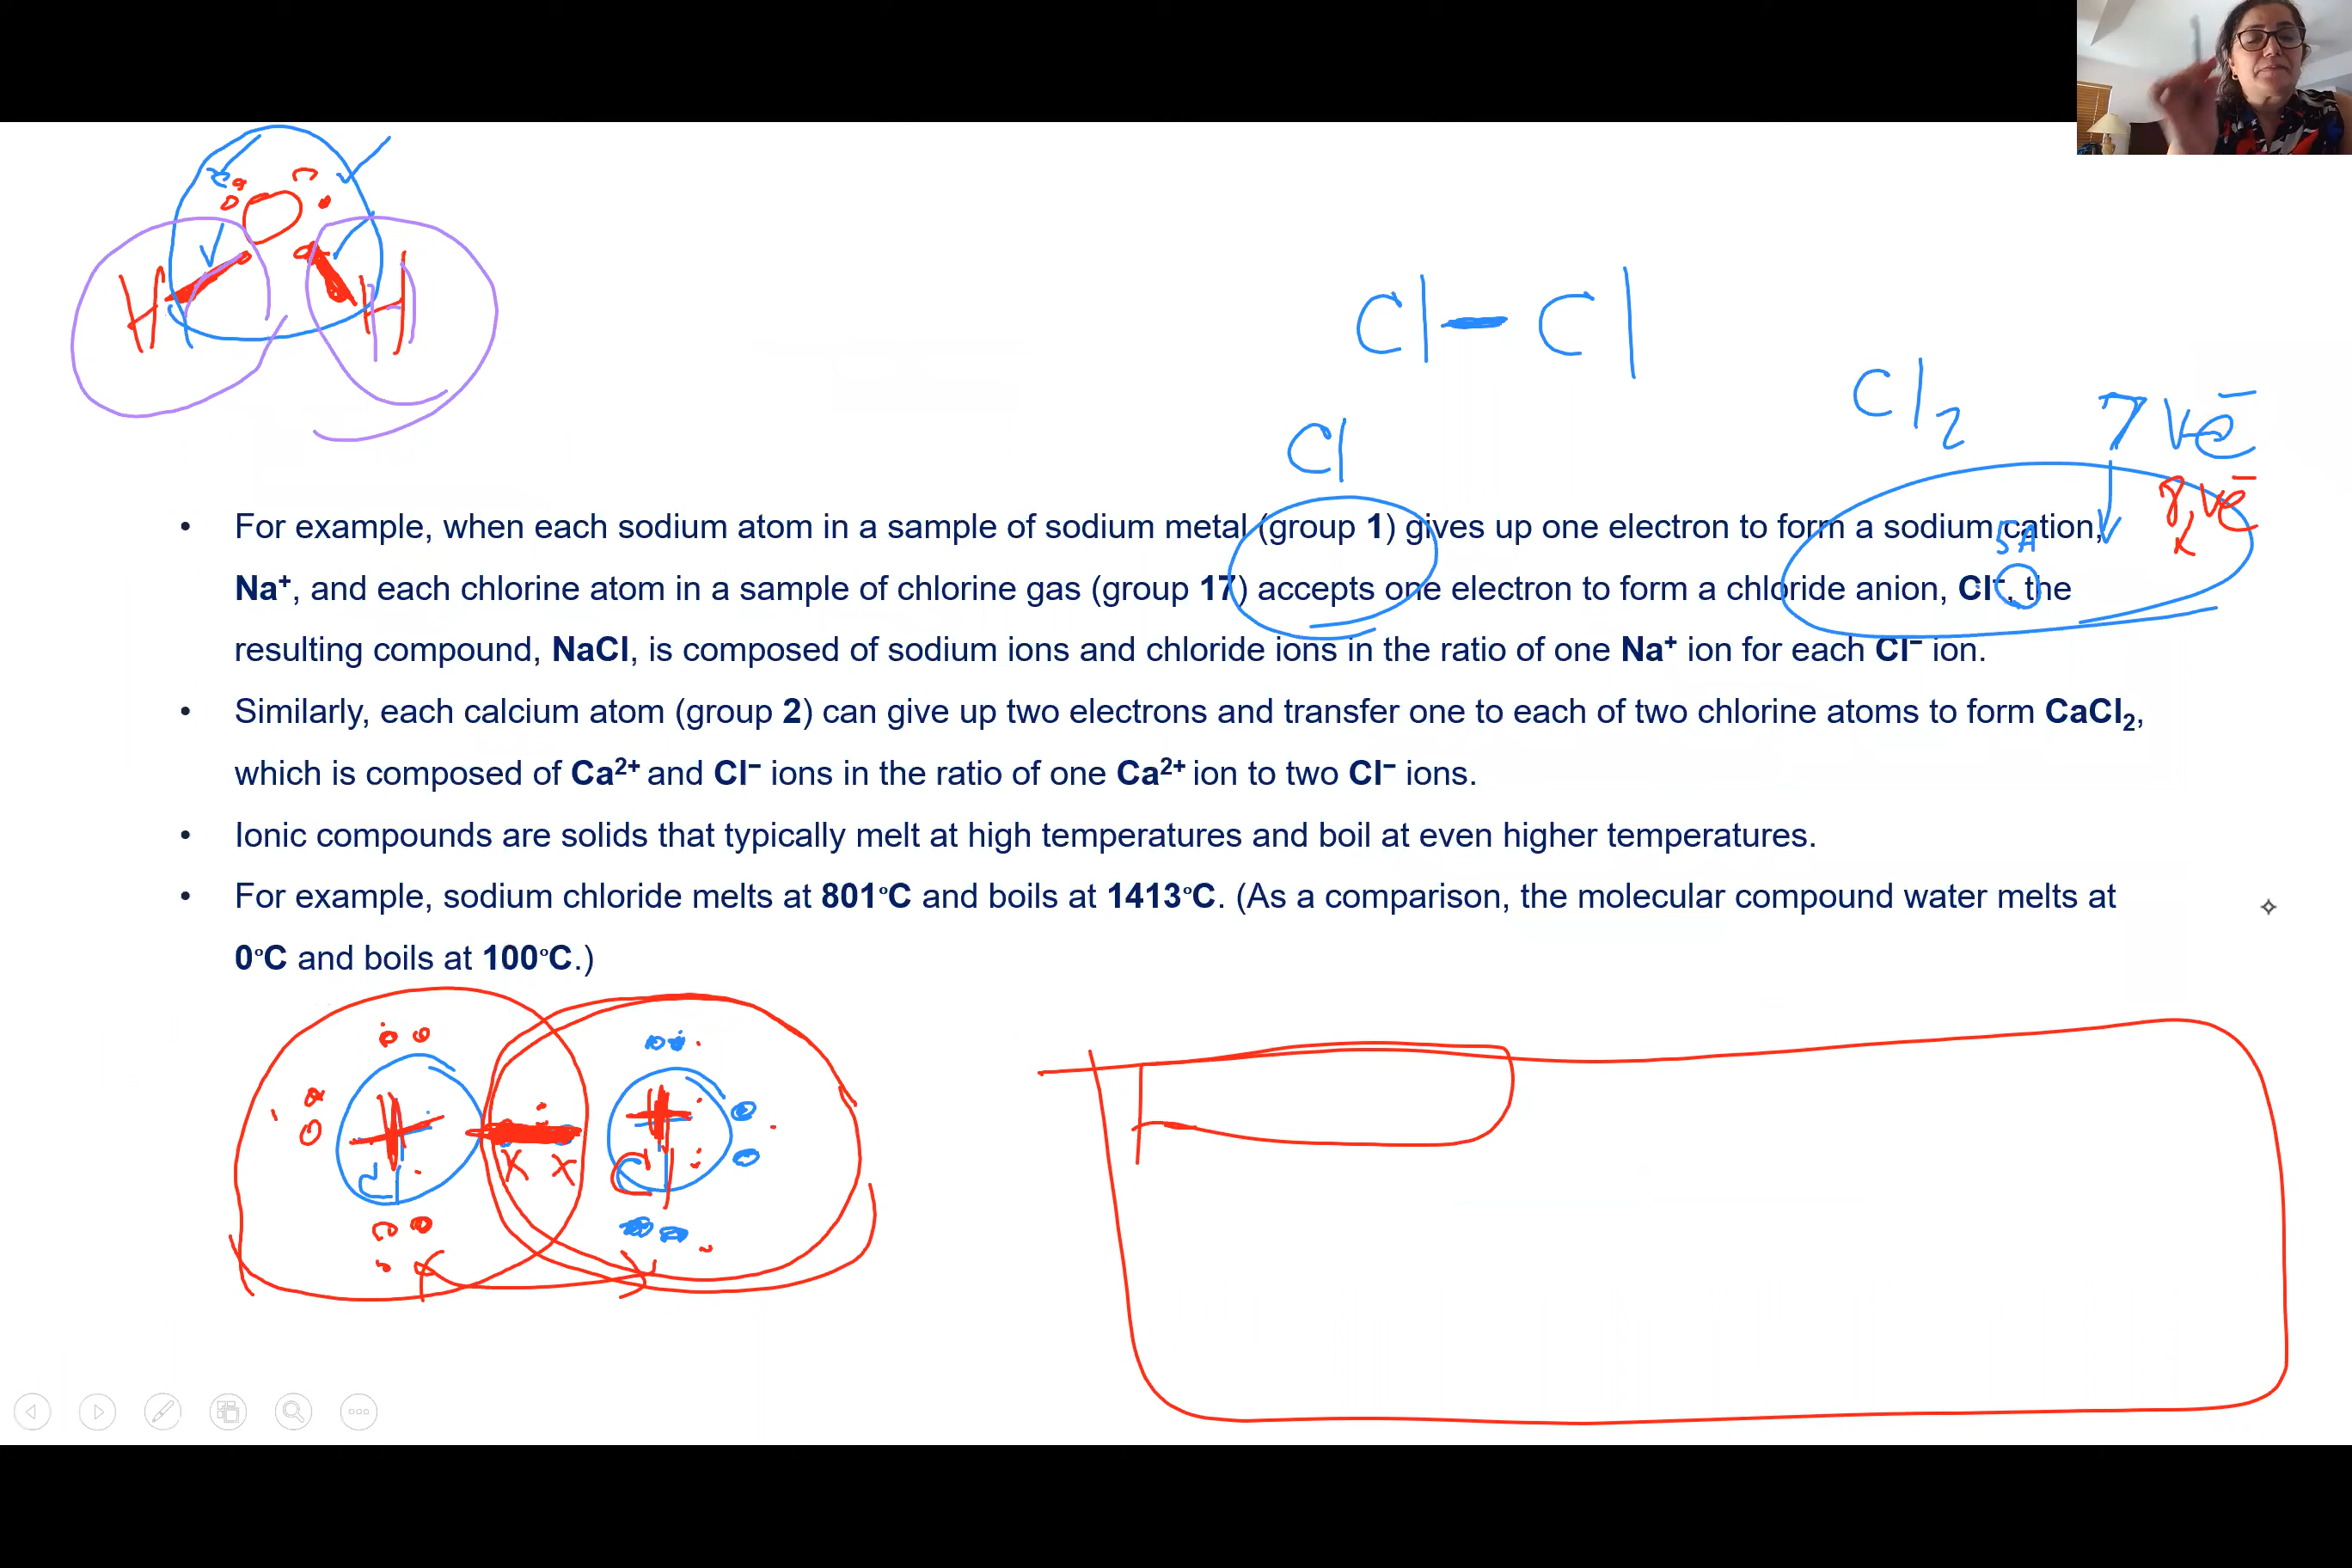 H H
Cl-Cl
Cl₂ 7 ve⁻
Cl
8 ve⁻
• For example, when each sodium atom in a sample of sodium metal (group 1) gives up one electron to form a sodium cation,
5A
Na⁺, and each chlorine atom in a sample of chlorine gas (group 17) accepts one electron to form a chloride anion, Cl⁻, the
resulting compound, NaCl, is composed of sodium ions and chloride ions in the ratio of one Na⁺ ion for each Cl⁻ ion.
• Similarly, each calcium atom (group 2) can give up two electrons and transfer one to each of two chlorine atoms to form CaCl₂,
which is composed of Ca²⁺ and Cl⁻ ions in the ratio of one Ca²⁺ ion to two Cl⁻ ions.
• Ionic compounds are solids that typically melt at high temperatures and boil at even higher temperatures.
• For example, sodium chloride melts at 801°C and boils at 1413°C. (As a comparison, the molecular compound water melts at
0°C and boils at 100°C.)
+ +
Cl x x Cl